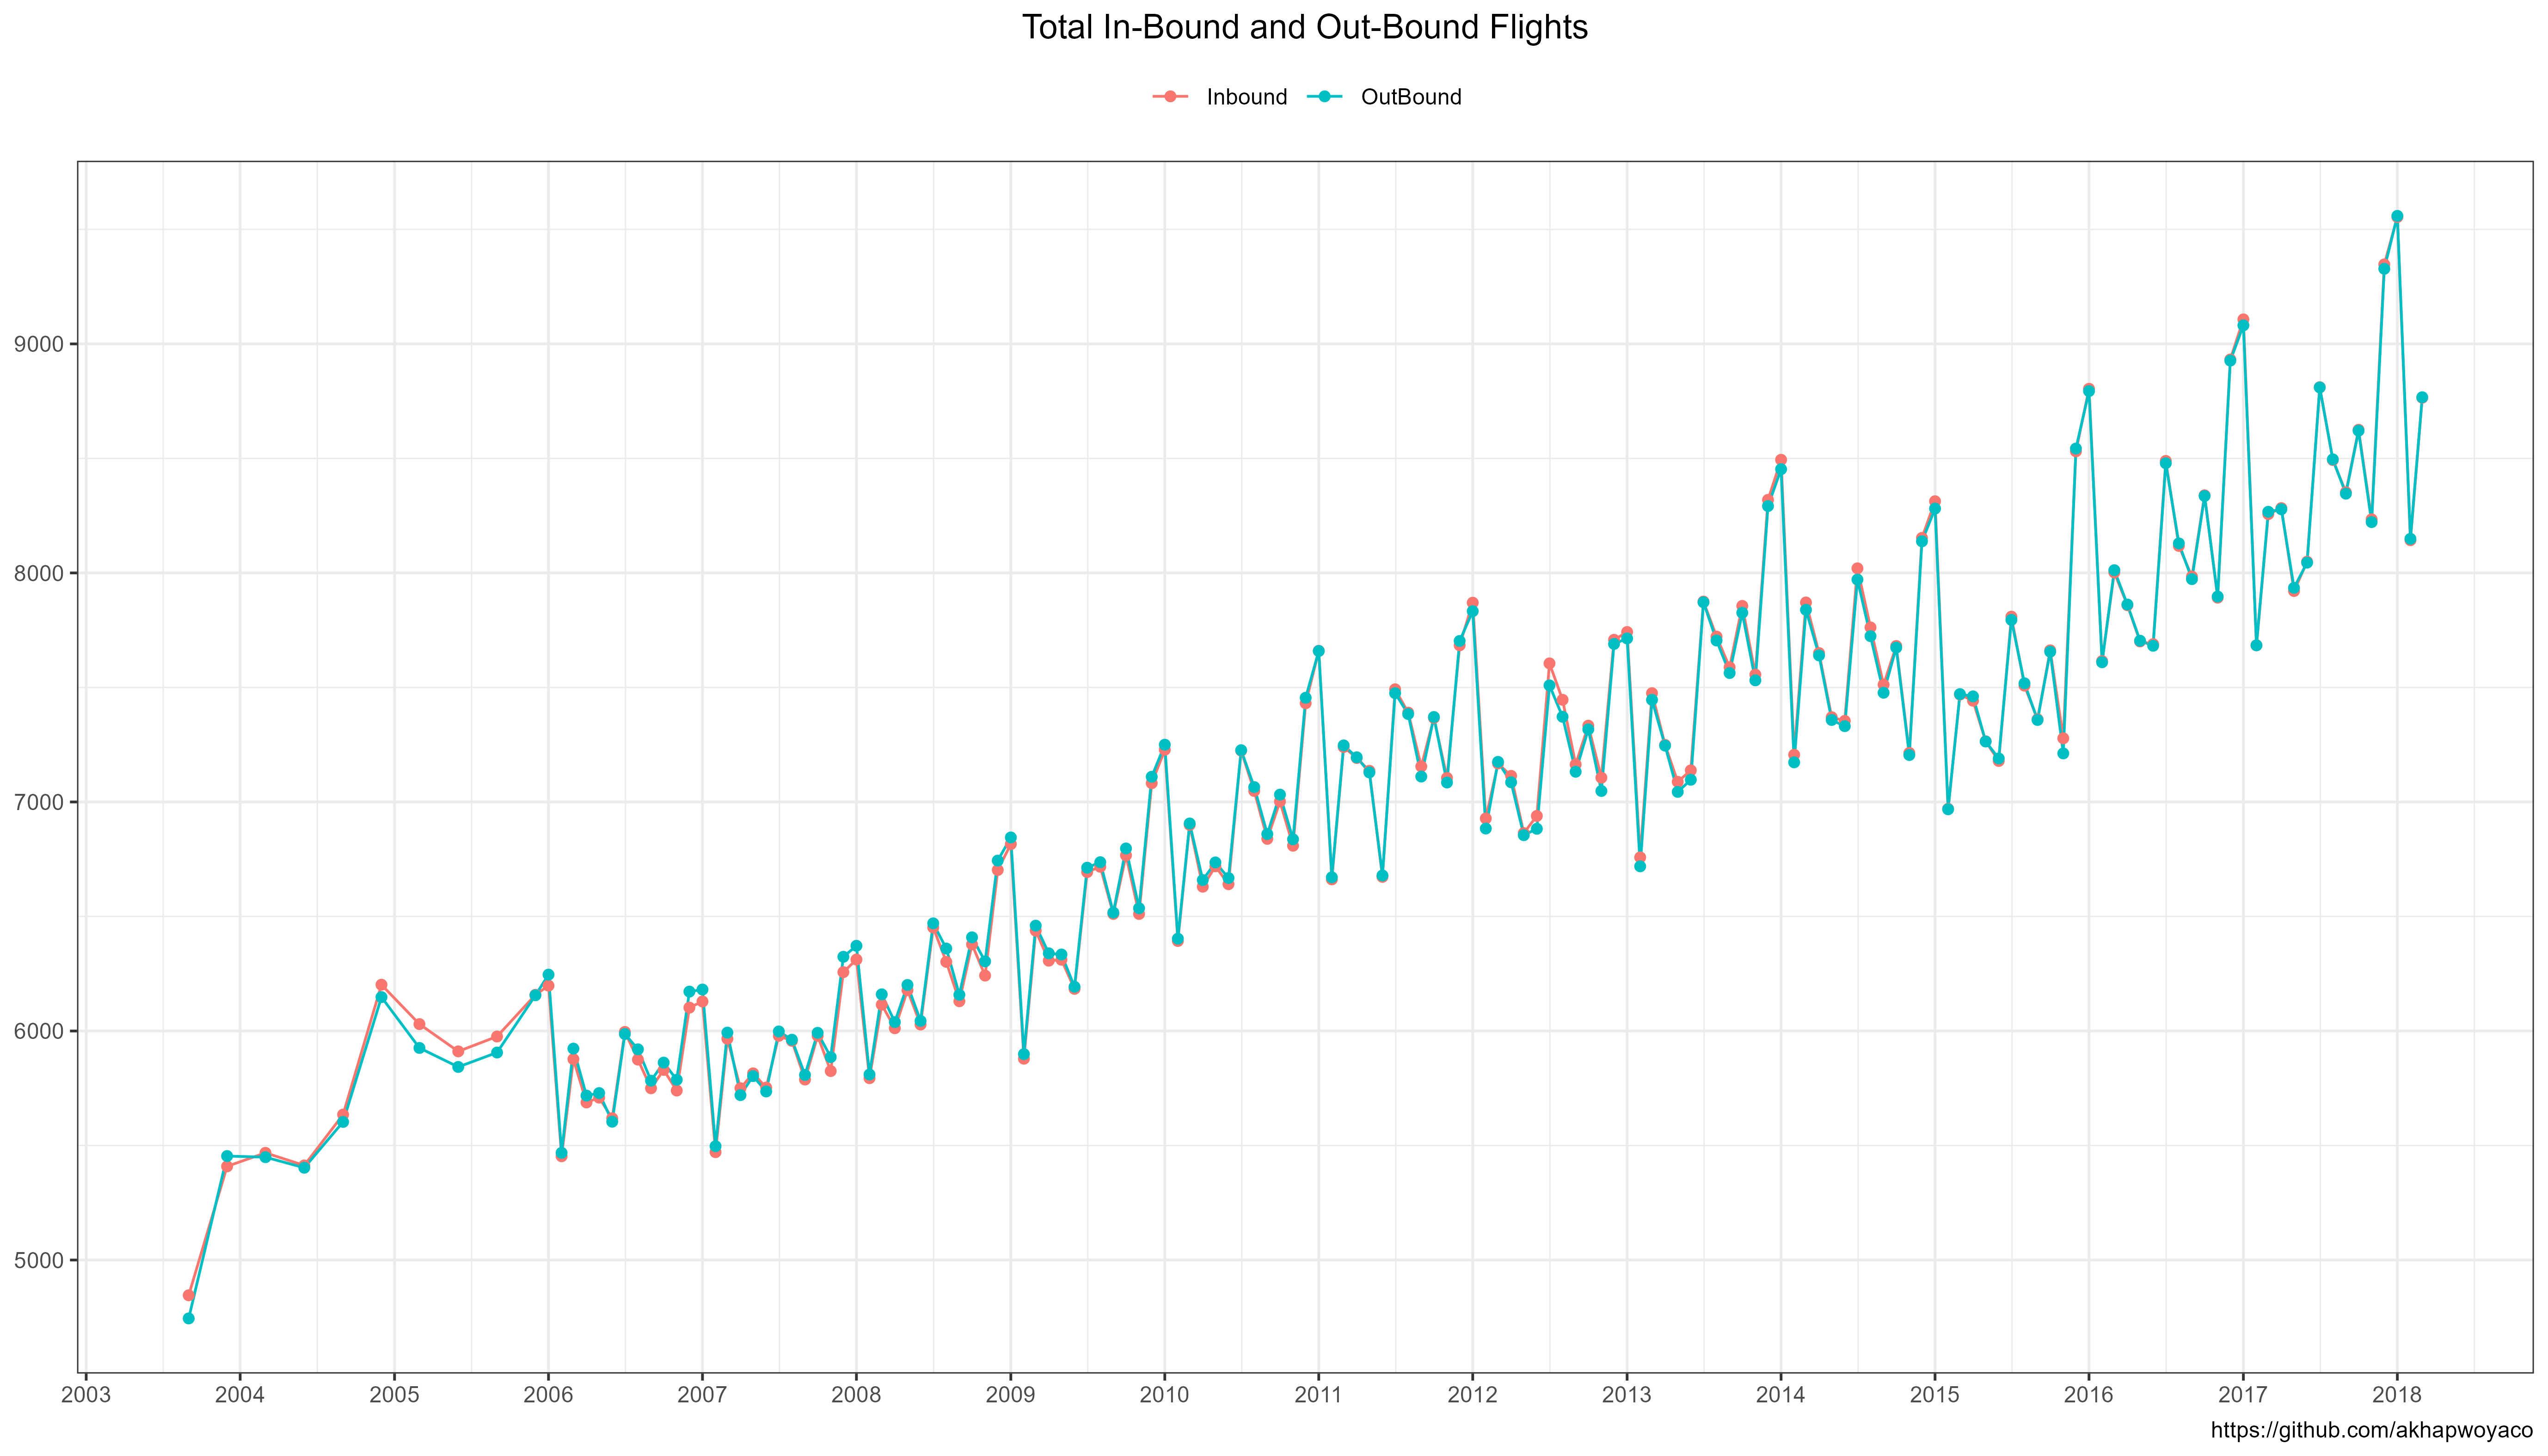 Total In-Bound and Out-Bound Flights
Inbound OutBound
9000
8000
7000
6000
5000
2003 2004 2005 2006 2007 2008 2009 2010 2011 2012 2013 2014 2015 2016 2017 2018
https://github.com/akhapwoyaco